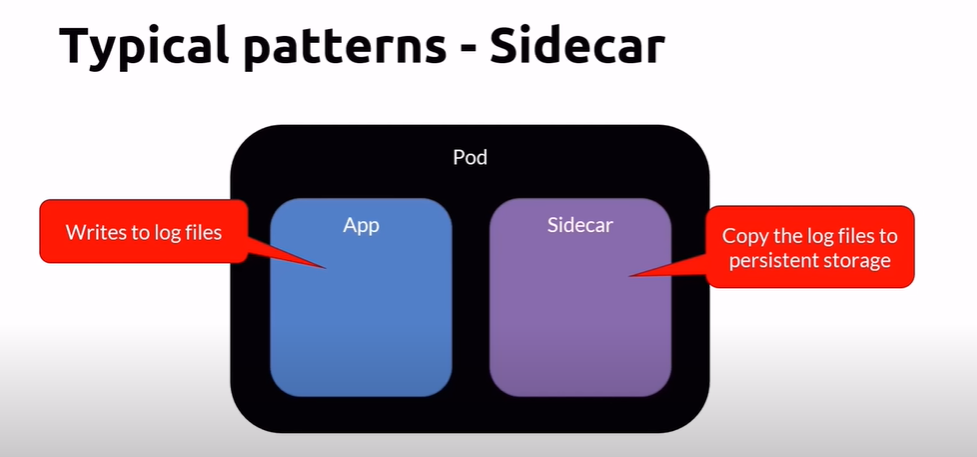 Typical patterns - Sidecar
Pod
Writes to log files
App
Sidecar
Copy the log files to
persistent storage